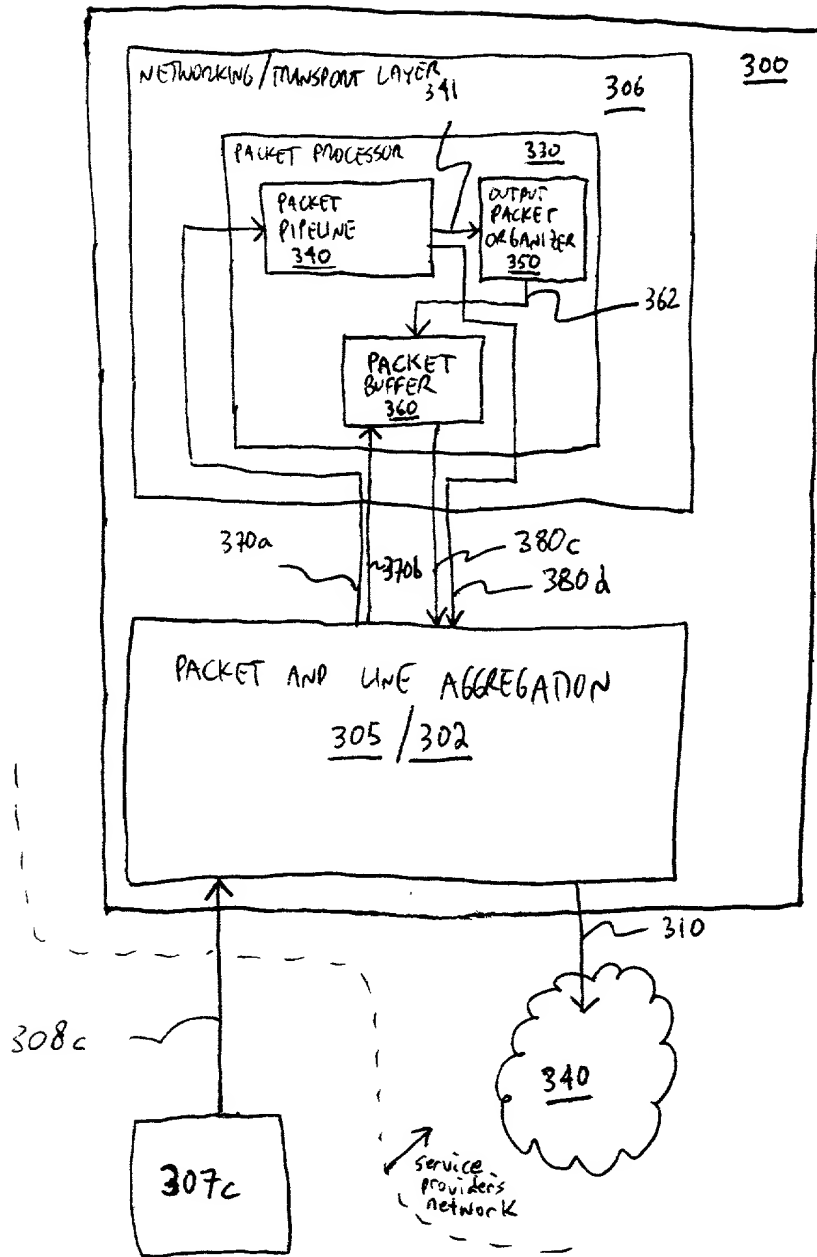 300
NETWORKING/TRANSPORT LAYER
341
306
PACKET PROCESSOR
330
PACKET
PIPELINE
340
OUTPUT
PACKET
ORGANIZER
350
362
PACKET
BUFFER
360
370a
370b
380c
380d
PACKET AND LINE AGGREGATION
305/302
310
308c
340
307c
service
providers
network